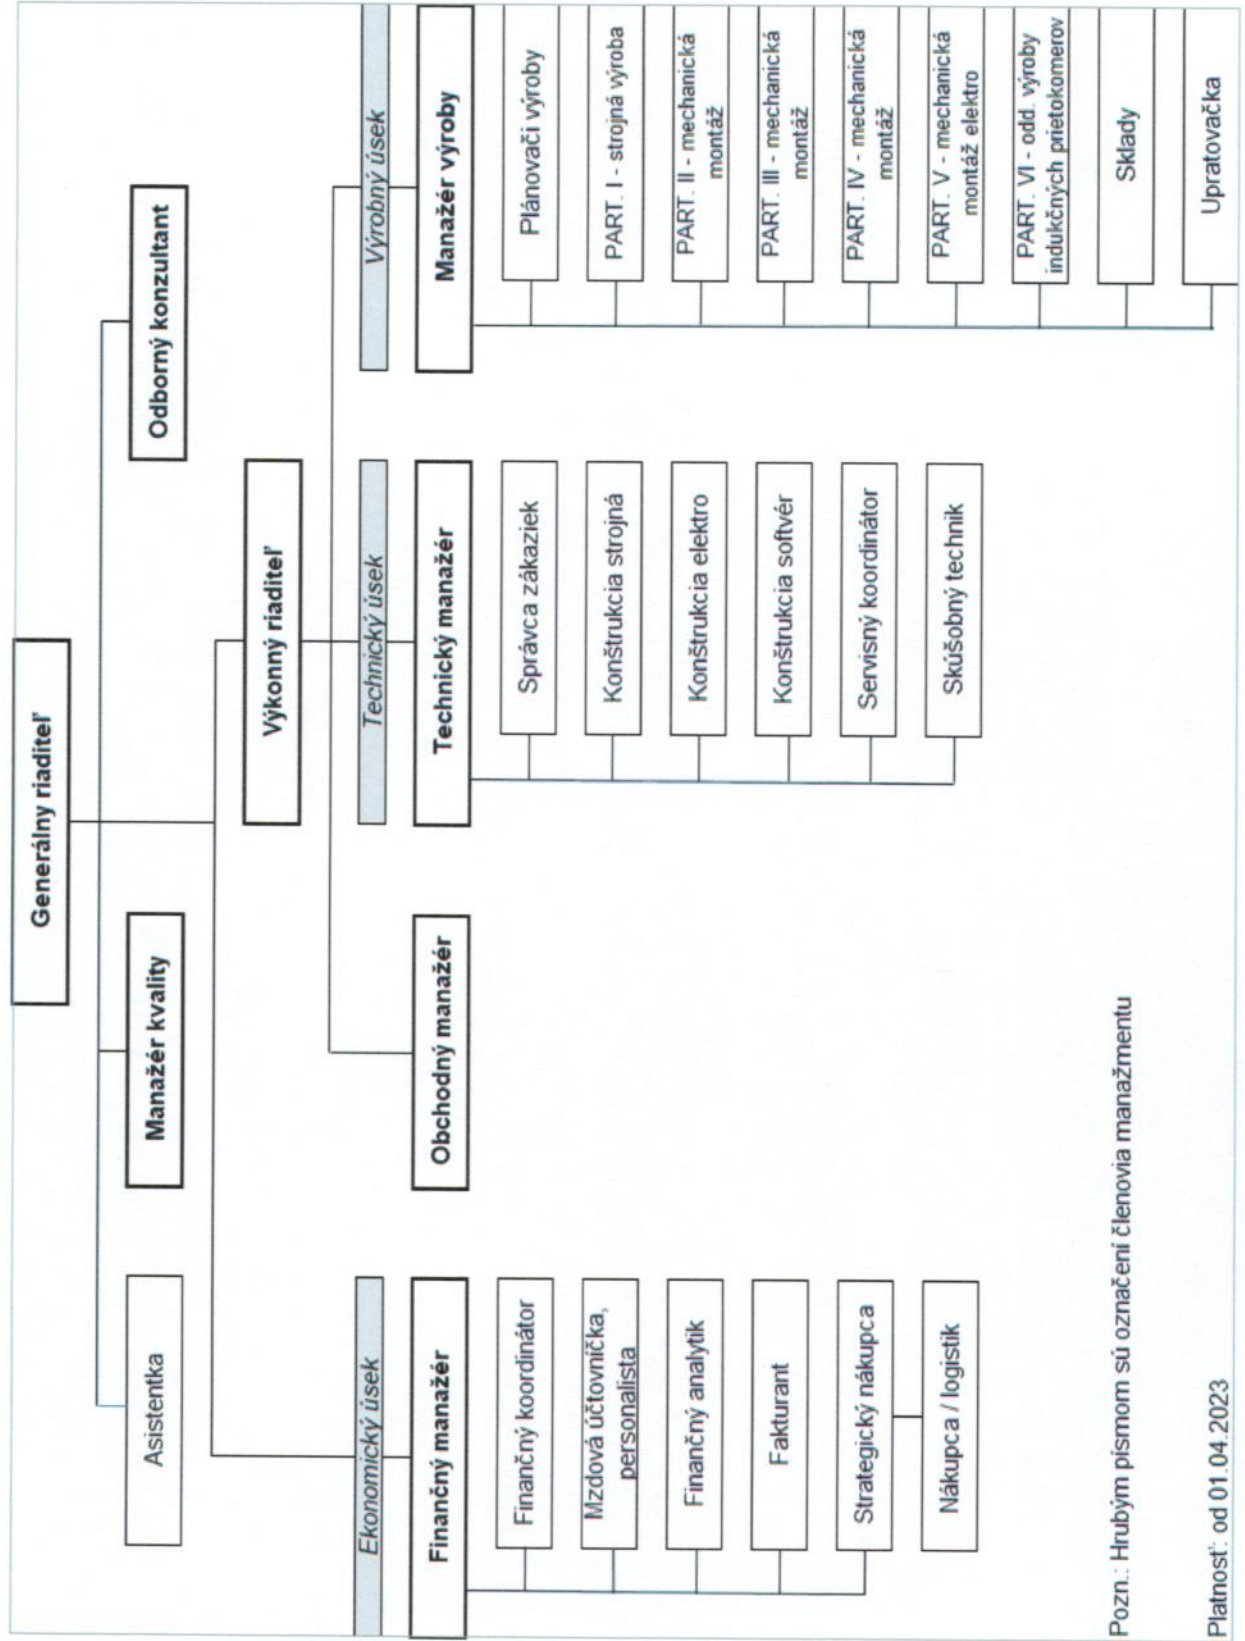 Generálny riaditeľ
Asistentka
Manažér kvality
Odborný konzultant
Výkonný riaditeľ
Ekonomický úsek
Technický úsek
Výrobný úsek
Finančný manažér
Obchodný manažér
Technický manažér
Manažér výroby
Finančný koordinátor
Mzdová účtovníčka,
personalista
Finančný analytik
Fakturant
Strategický nákupca
Nákupca / logistik
Správca zákaziek
Konštrukcia strojná
Konštrukcia elektro
Konštrukcia softvér
Servisný koordinátor
Skúšobný technik
Plánovači výroby
PART. I - strojná výroba
PART. II - mechanická
montáž
PART. III - mechanická
montáž
PART. IV - mechanická
montáž
PART. V - mechanická
montáž elektro
PART. VI - odd. výroby
indukčných prietokomerov
Sklady
Upratovačka
Pozn.: Hrubým písmom sú označení členovia manažmentu
Platnosť: od 01.04.2023